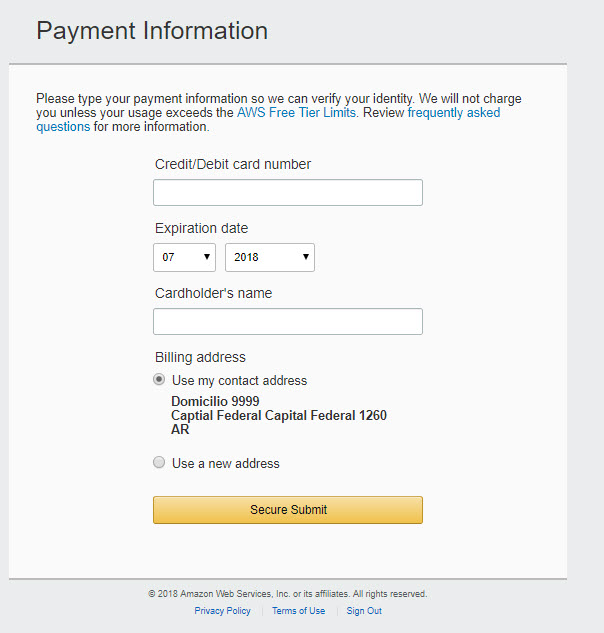 Payment Information
Please type your payment information so we can verify your identity. We will not charge
you unless your usage exceeds the AWS Free Tier Limits. Review frequently asked
questions for more information.
Credit/Debit card number
Expiration date
07 2018
Cardholder's name
Billing address
Use my contact address
Domicilio 9999
Captial Federal Capital Federal 1260
AR
Use a new address
Secure Submit
© 2018 Amazon Web Services, Inc. or its affiliates. All rights reserved.
Privacy Policy | Terms of Use | Sign Out